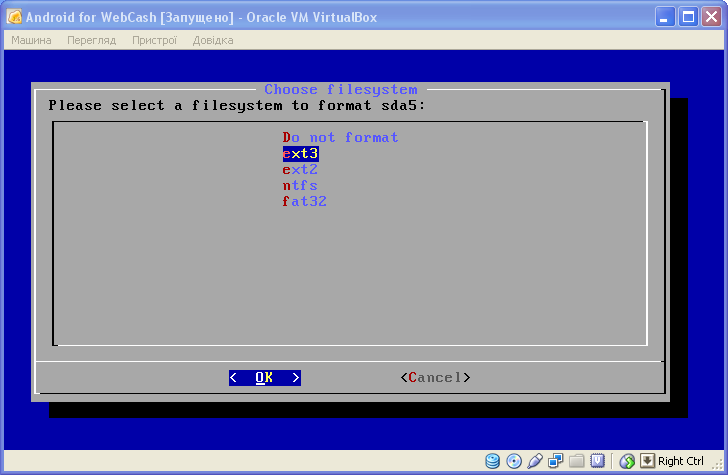 Android for WebCash [Запущено] - Oracle VM VirtualBox
Машина Перегляд Пристрої Довідка
Choose filesystem
Please select a filesystem to format sda5:
Do not format
ext3
ext2
ntfs
fat32
< OK > <Cancel>
Right Ctrl